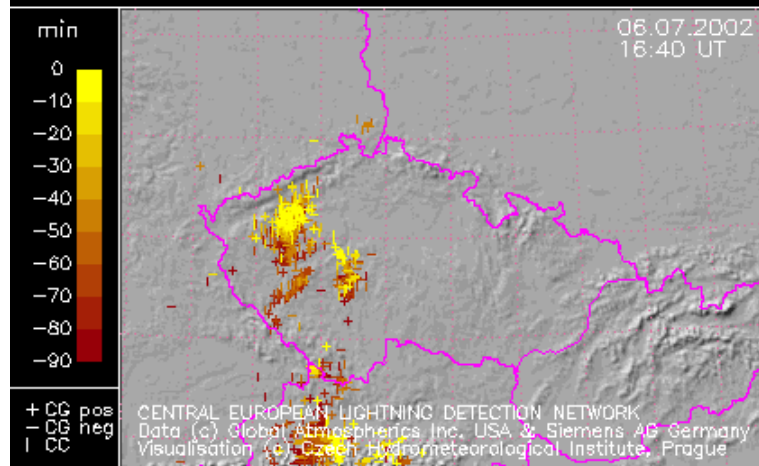 min
06.07.2002
16:40 UT
0
-10
-20
-30
-40
-50
-60
-70
-80
-90
+ CG pos
- CG neg
| CC
CENTRAL EUROPEAN LIGHTNING DETECTION NETWORK
Data (c) Global Atmospherics Inc. USA & Siemens AG Germany
Visualisation (c) Czech Hydrometeorological Institute, Prague